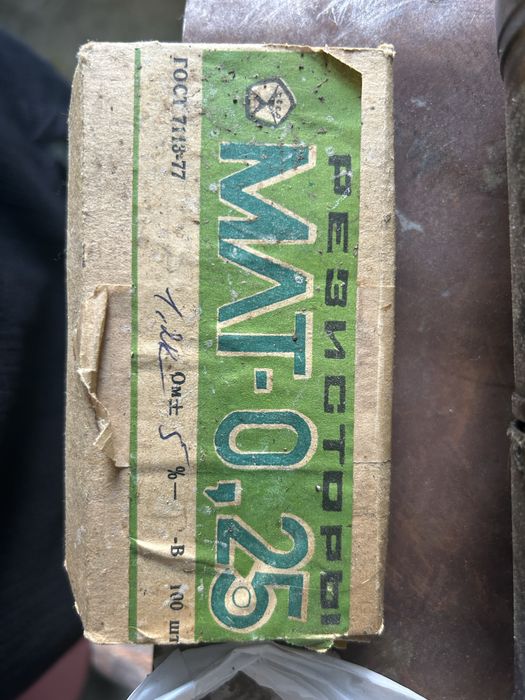 РЕЗИСТОРЫ
МЛТ-0,25
ГОСТ 7113-77 1,2к Ом ± 5 % - -В 100 шт